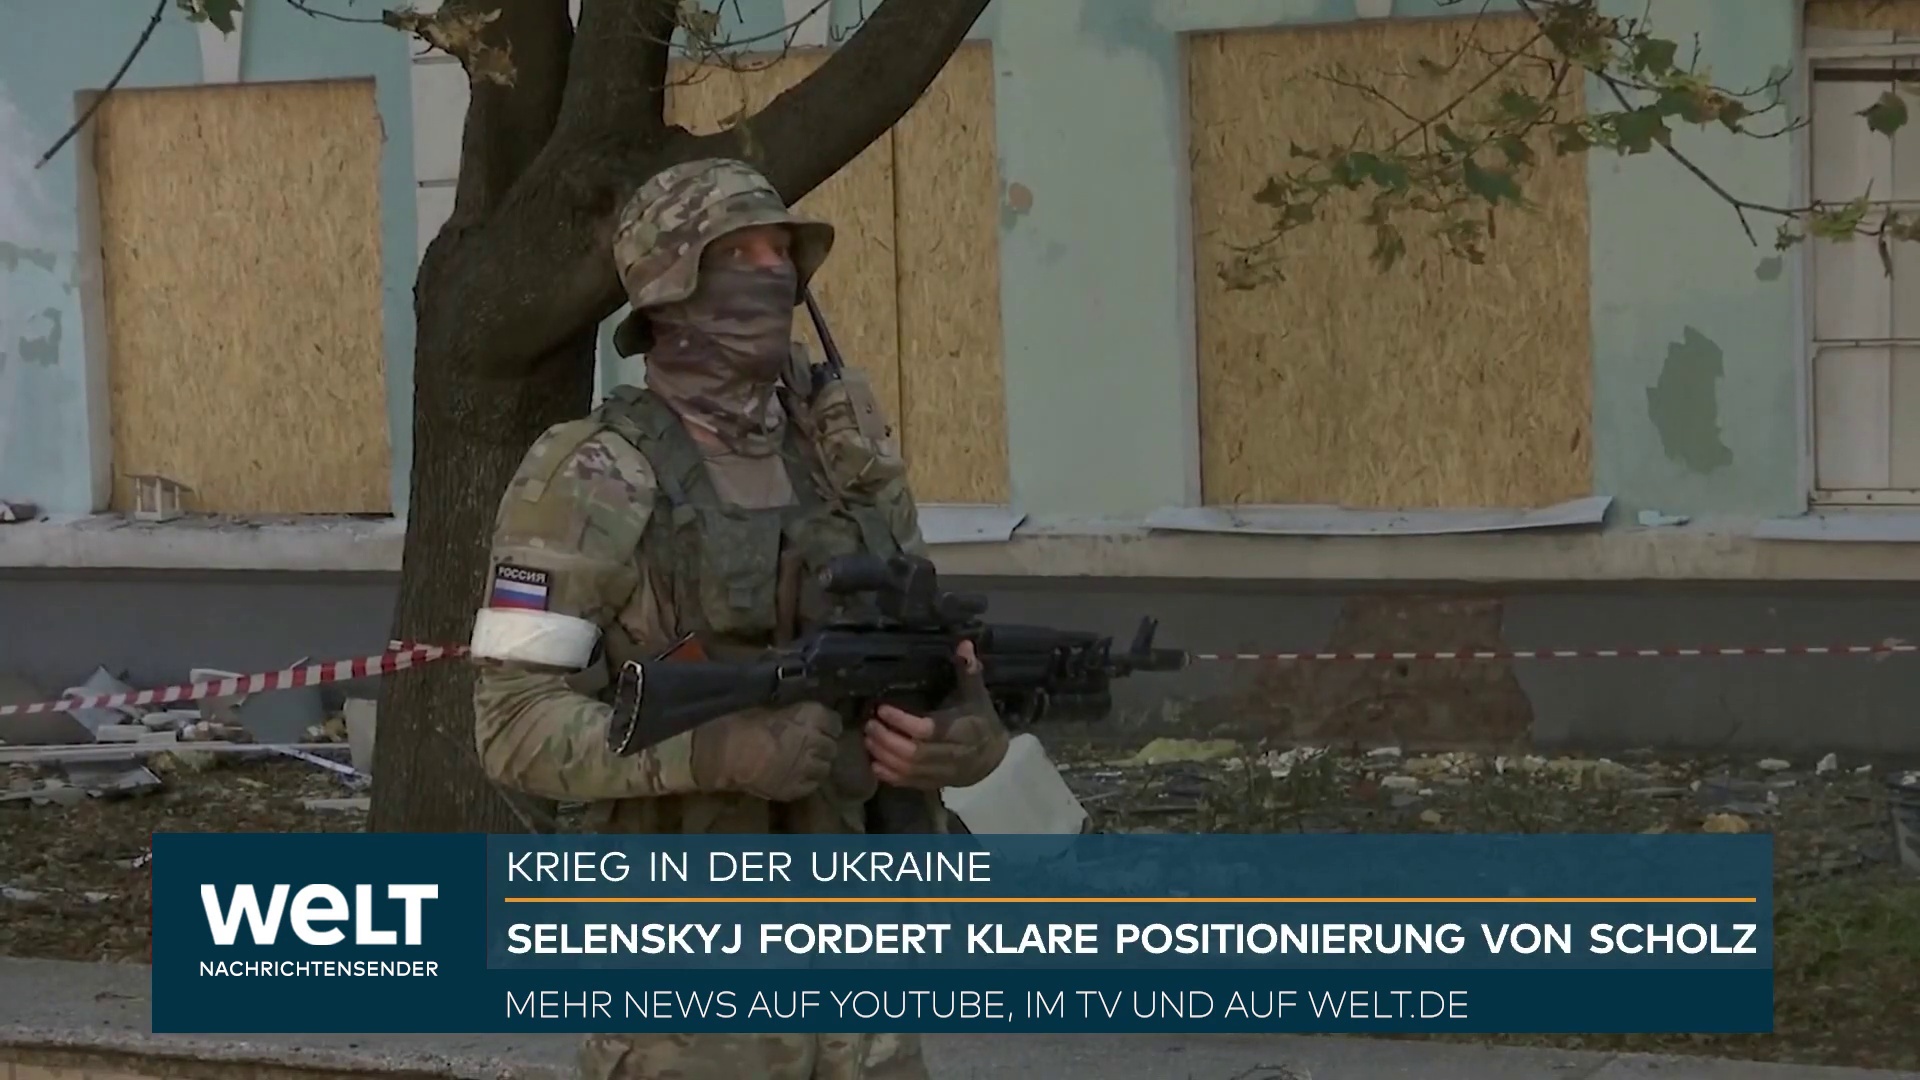 РОССИЯ
KRIEG IN DER UKRAINE
SELENSKYJ FORDERT KLARE POSITIONIERUNG VON SCHOLZ
MEHR NEWS AUF YOUTUBE, IM TV UND AUF WELT.DE
WELT
NACHRICHTENSENDER